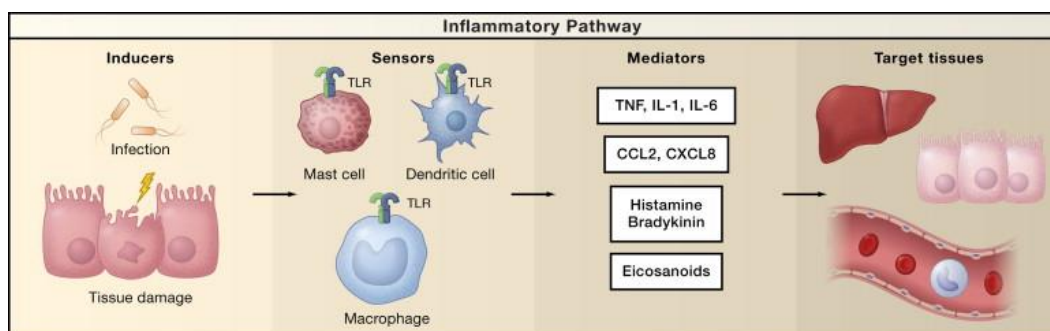 Inflammatory Pathway
Inducers
Infection
Tissue damage
Sensors
TLR
Mast cell
TLR
Dendritic cell
TLR
Macrophage
Mediators
TNF, IL-1, IL-6
CCL2, CXCL8
Histamine
Bradykinin
Eicosanoids
Target tissues